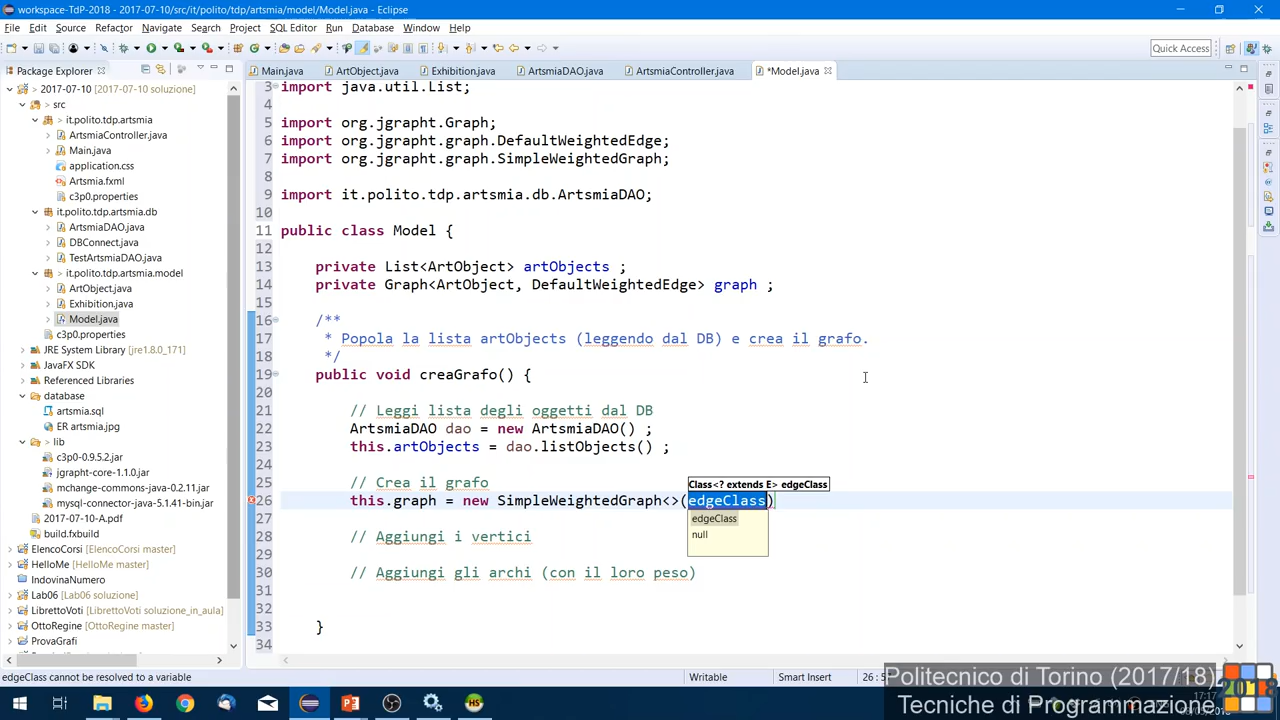 workspace-TdP-2018 - 2017-07-10/src/it/polito/tdp/artsmia/model/Model.java - Eclipse
File Edit Source Refactor Navigate Search Project SQL Editor Run Database Window Help
Quick Access
Package Explorer
Main.java ArtObject.java Exhibition.java ArtsmiaDAO.java ArtsmiaController.java *Model.java
2017-07-10 [2017-07-10 soluzione]
src
it.polito.tdp.artsmia
ArtsmiaController.java
Main.java
application.css
Artsmia.fxml
c3p0.properties
it.polito.tdp.artsmia.db
ArtsmiaDAO.java
DBConnect.java
TestArtsmiaDAO.java
it.polito.tdp.artsmia.model
ArtObject.java
Exhibition.java
Model.java
c3p0.properties
JRE System Library [jre1.8.0_171]
JavaFX SDK
Referenced Libraries
database
artsmia.sql
ER artsmia.jpg
lib
c3p0-0.9.5.2.jar
jgrapht-core-1.1.0.jar
mchange-commons-java-0.2.11.jar
mysql-connector-java-5.1.41-bin.jar
2017-07-10-A.pdf
build.fxbuild
ElencoCorsi [ElencoCorsi master]
HelloMe [HelloMe master]
IndovinaNumero
Lab06 [Lab06 master]
LibrettoVoti [LibrettoVoti soluzione_in_aula]
OttoRegine [OttoRegine master]
ProvaGrafi
3 import java.util.List;
4
5 import org.jgrapht.Graph;
6 import org.jgrapht.graph.DefaultWeightedEdge;
7 import org.jgrapht.graph.SimpleWeightedGraph;
8
9 import it.polito.tdp.artsmia.db.ArtsmiaDAO;
10
11 public class Model {
12
13 private List<ArtObject> artObjects ;
14 private Graph<ArtObject, DefaultWeightedEdge> graph ;
15
16 /**
17 * Popola la lista artObjects (leggendo dal DB) e crea il grafo.
18 */
19 public void creaGrafo() {
20
21 // Leggi lista degli oggetti dal DB
22 ArtsmiaDAO dao = new ArtsmiaDAO() ;
23 this.artObjects = dao.listObjects() ;
24
25 // Crea il grafo
Class<? extends E> edgeClass
26 this.graph = new SimpleWeightedGraph<>(edgeClass)
edgeClass
null
27
28 // Aggiungi i vertici
29
30 // Aggiungi gli archi (con il loro peso)
31
32
33 }
34
edgeClass cannot be resolved to a variable
Writable Smart Insert
Politecnico di Torino (2017/18)
Tecniche di Programmazione
2018